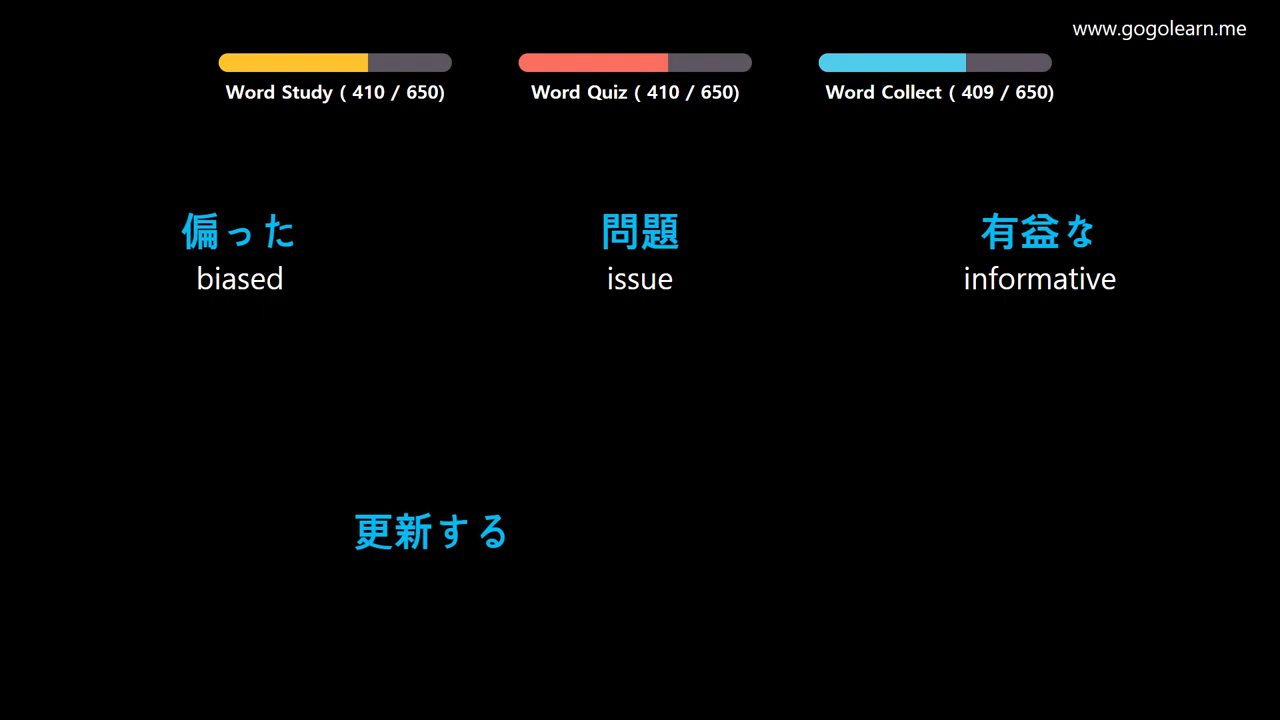 www.gogolearn.me
Word Study ( 410 / 650)
Word Quiz ( 410 / 650)
Word Collect ( 409 / 650)
偏った
biased
問題
issue
有益な
informative
更新する